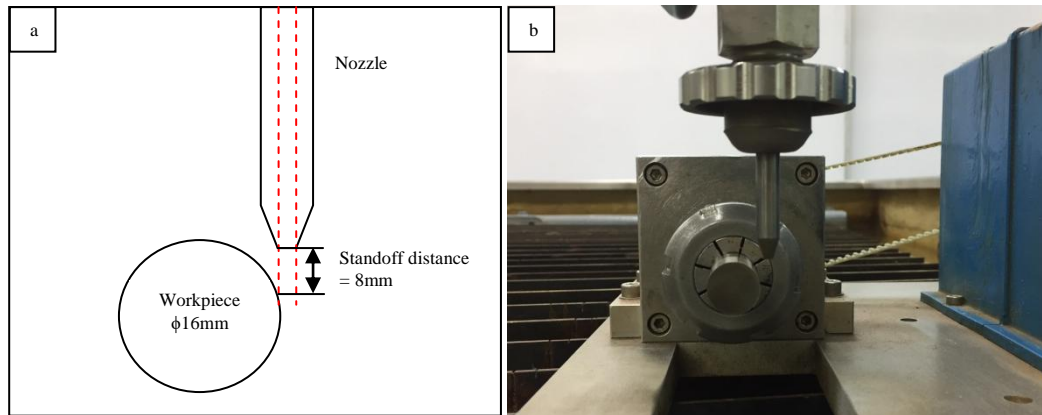 a
Nozzle
Standoff distance
= 8mm
Workpiece
ϕ16mm
b